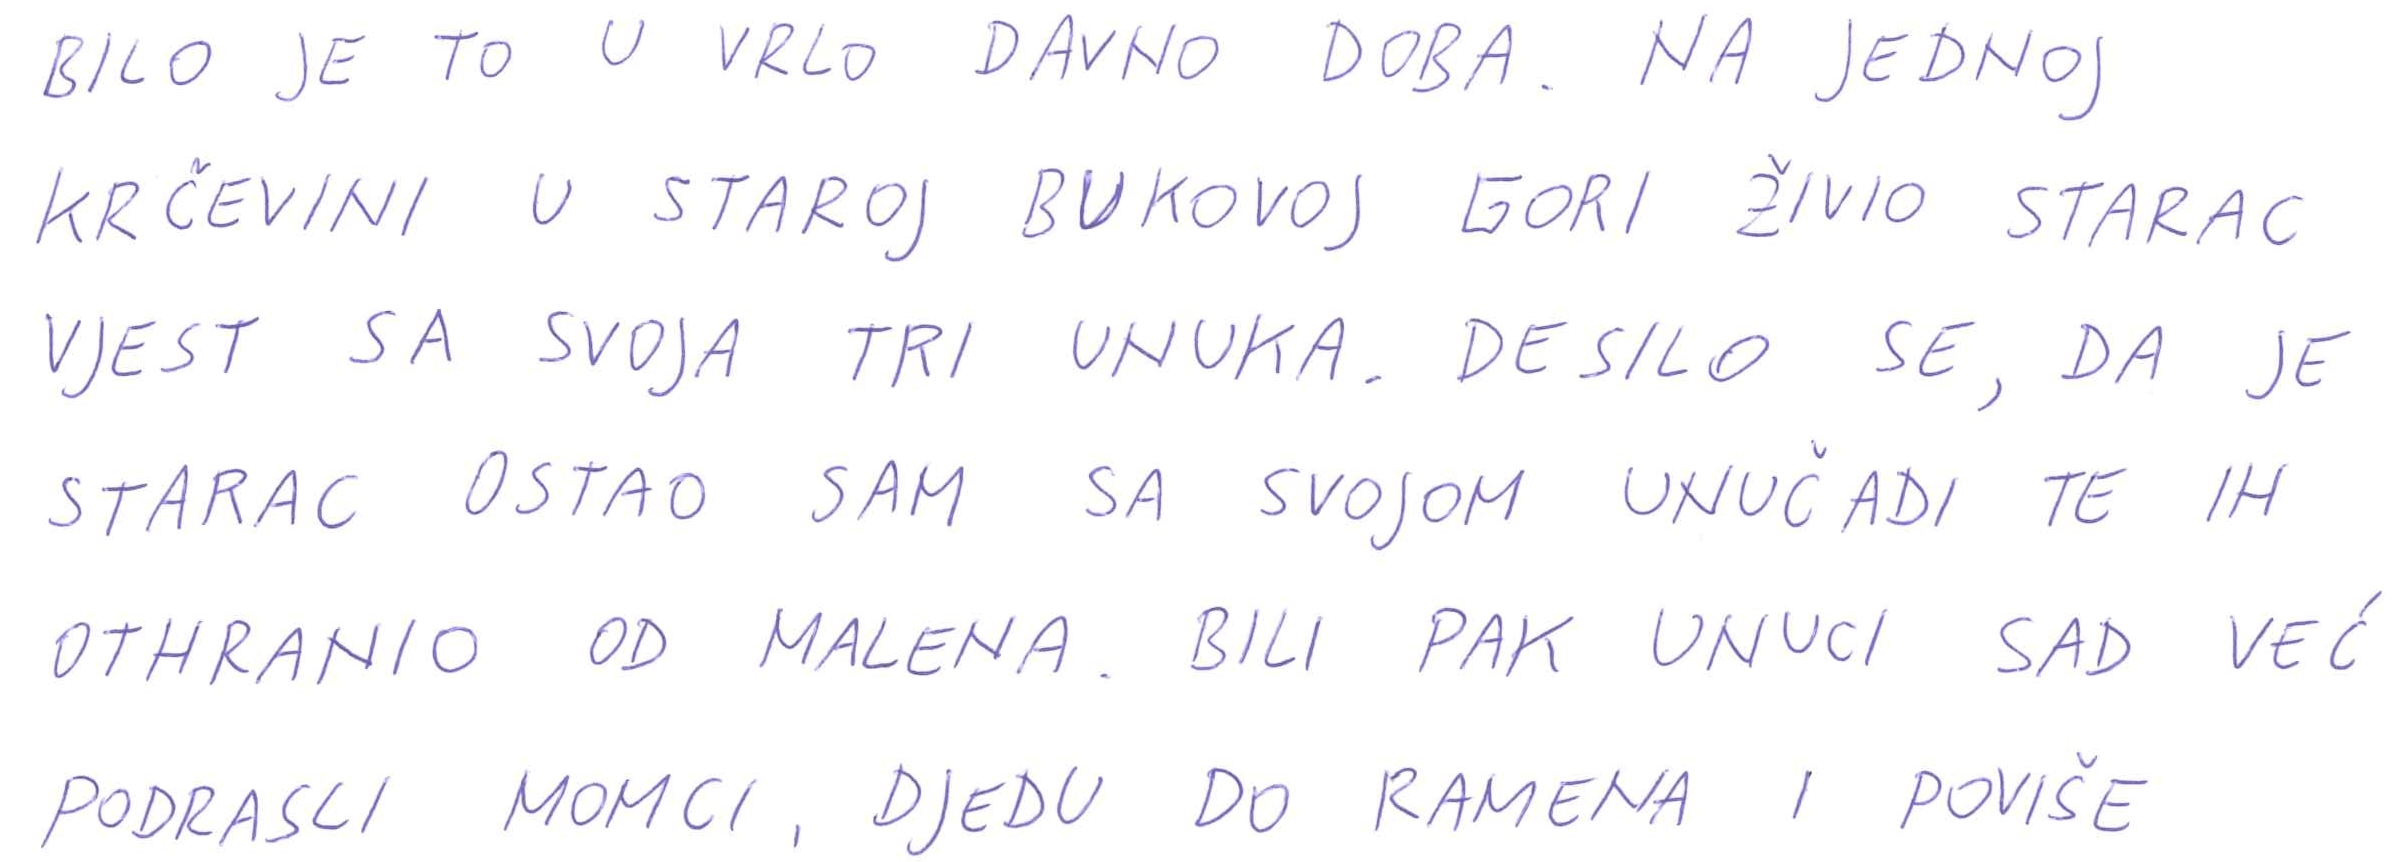 BILO JE TO U VRLO DAVNO DOBA. NA JEDNOJ
KRČEVINI U STAROJ BUKOVOJ GORI ŽIVIO STARAC
VJEST SA SVOJA TRI UNUKA. DESILO SE, DA JE
STARAC OSTAO SAM SA SVOJOM UNUČADI TE IH
OTHRANIO OD MALENA. BILI PAK UNUCI SAD VEĆ
PODRASLI MOMCI, DJEDU DO RAMENA I POVIŠE